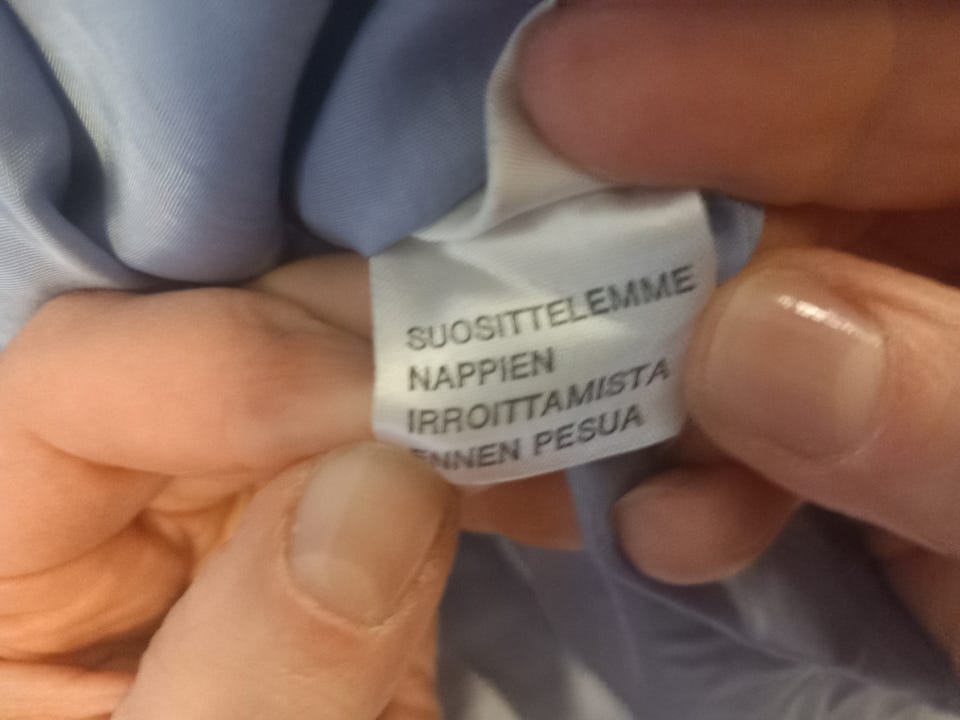 SUOSITTELEMME
NAPPIEN
IRROITTAMISTA
ENNEN PESUA